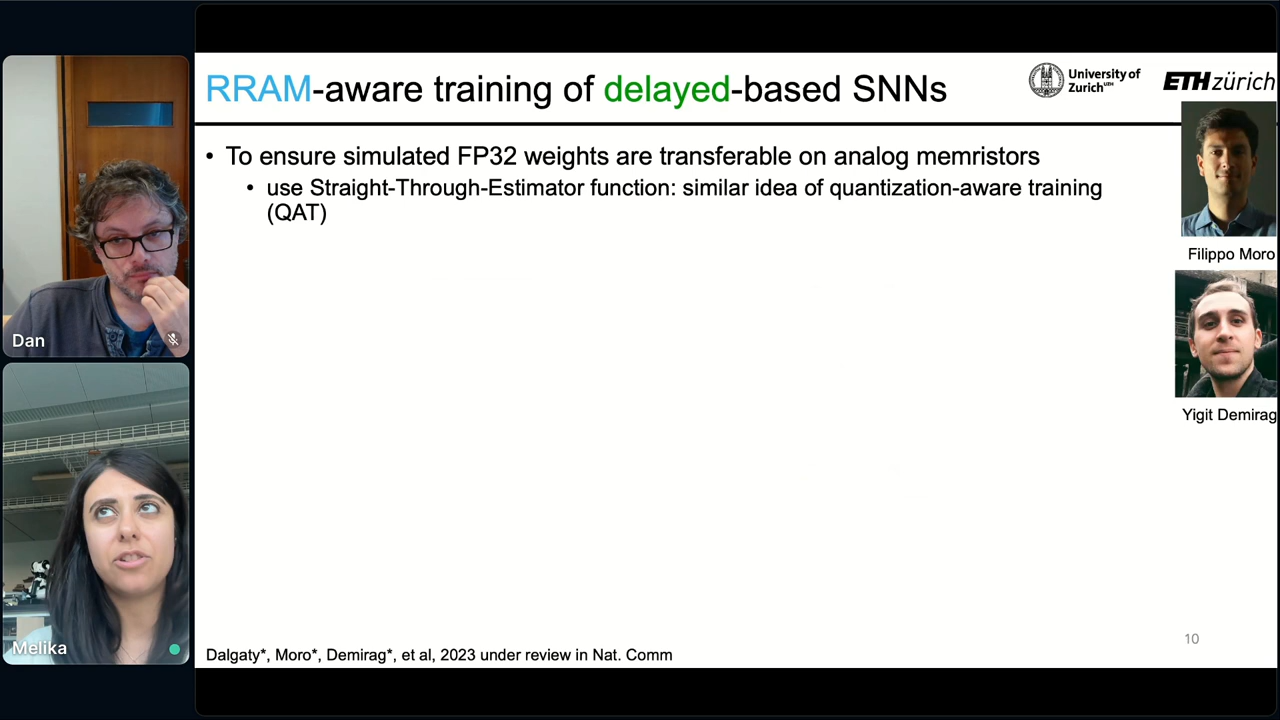 RRAM-aware training of delayed-based SNNs
University of
Zurich UZH
ETH zürich
• To ensure simulated FP32 weights are transferable on analog memristors
• use Straight-Through-Estimator function: similar idea of quantization-aware training
(QAT)
Filippo Moro
Dan
Yigit Demirag
Melika
10
Dalgaty*, Moro*, Demirag*, et al, 2023 under review in Nat. Comm